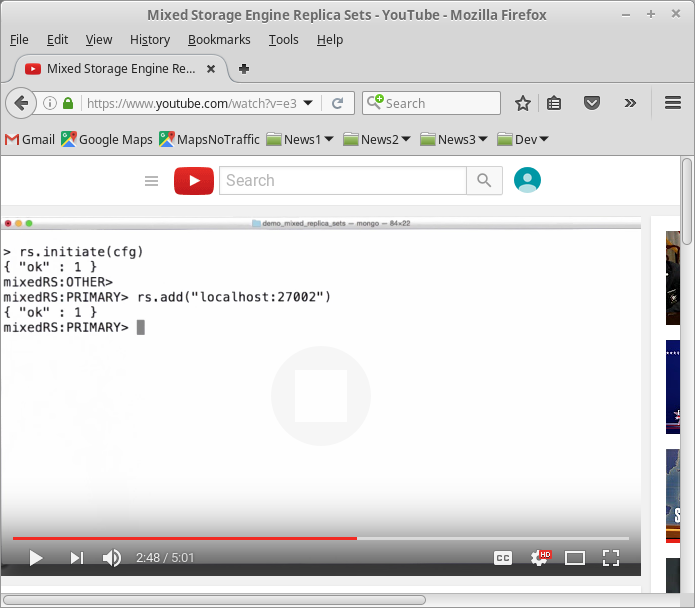 Mixed Storage Engine Replica Sets - YouTube - Mozilla Firefox
File Edit View History Bookmarks Tools Help
Mixed Storage Engine Re...
https://www.youtube.com/watch?v=e3
Search
Gmail Google Maps MapsNoTraffic News1 News2 News3 Dev
Search
demo_mixed_replica_sets — mongo — 84×22
> rs.initiate(cfg)
{ "ok" : 1 }
mixedRS:OTHER>
mixedRS:PRIMARY> rs.add("localhost:27002")
{ "ok" : 1 }
mixedRS:PRIMARY>
2:48 / 5:01
CC
HD